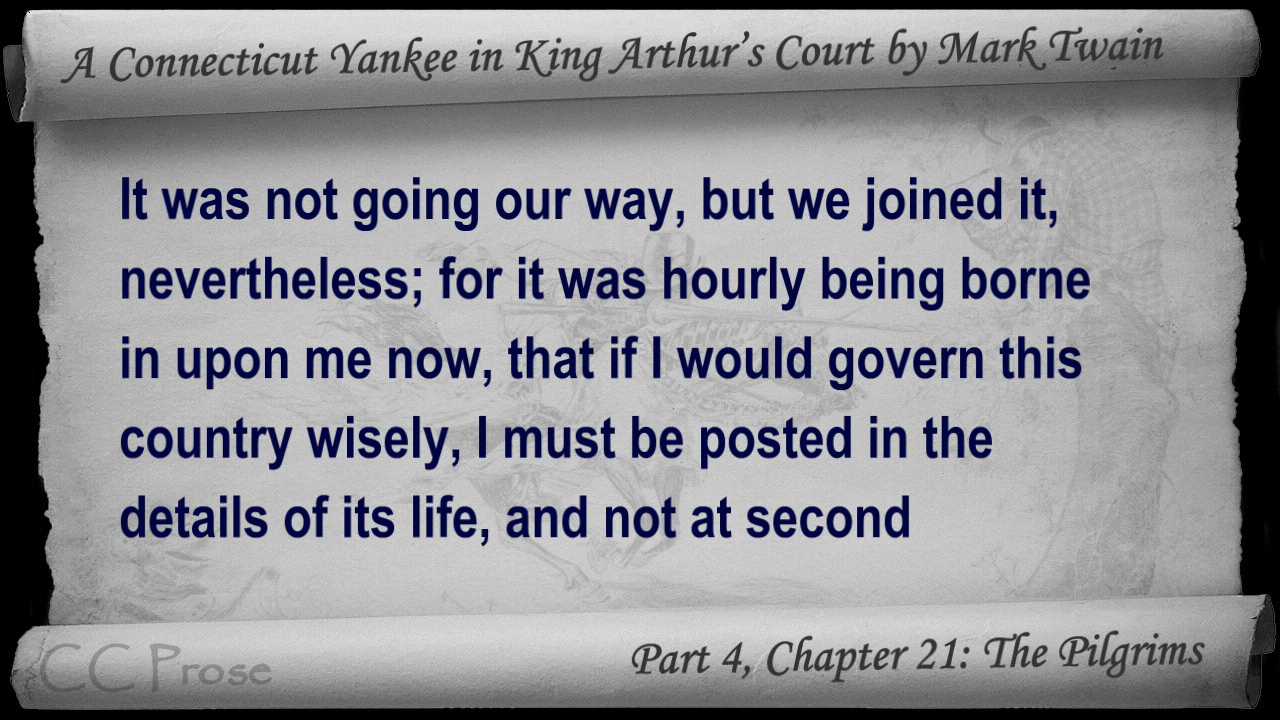 A Connecticut Yankee in King Arthur's Court by Mark Twain
It was not going our way, but we joined it,
nevertheless; for it was hourly being borne
in upon me now, that if I would govern this
country wisely, I must be posted in the
details of its life, and not at second
CC Prose
Part 4, Chapter 21: The Pilgrims